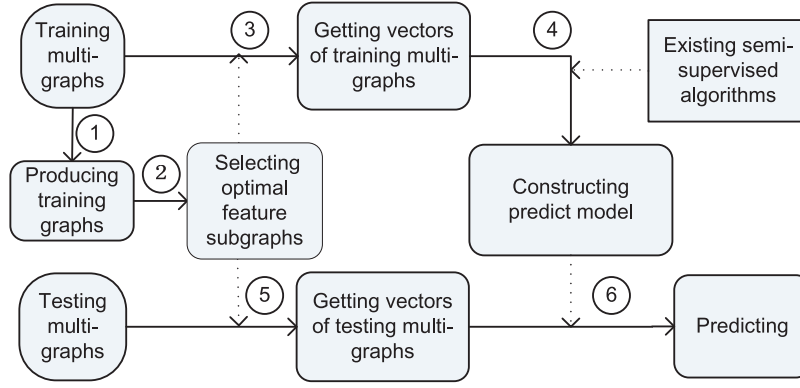 Training
multi-
graphs
3
Getting vectors
of training multi-
graphs
4
Existing semi-
supervised
algorithms
1
Producing
training
graphs
2
Selecting
optimal
feature
subgraphs
Constructing
predict model
Testing
multi-
graphs
5
Getting vectors
of testing multi-
graphs
6
Predicting